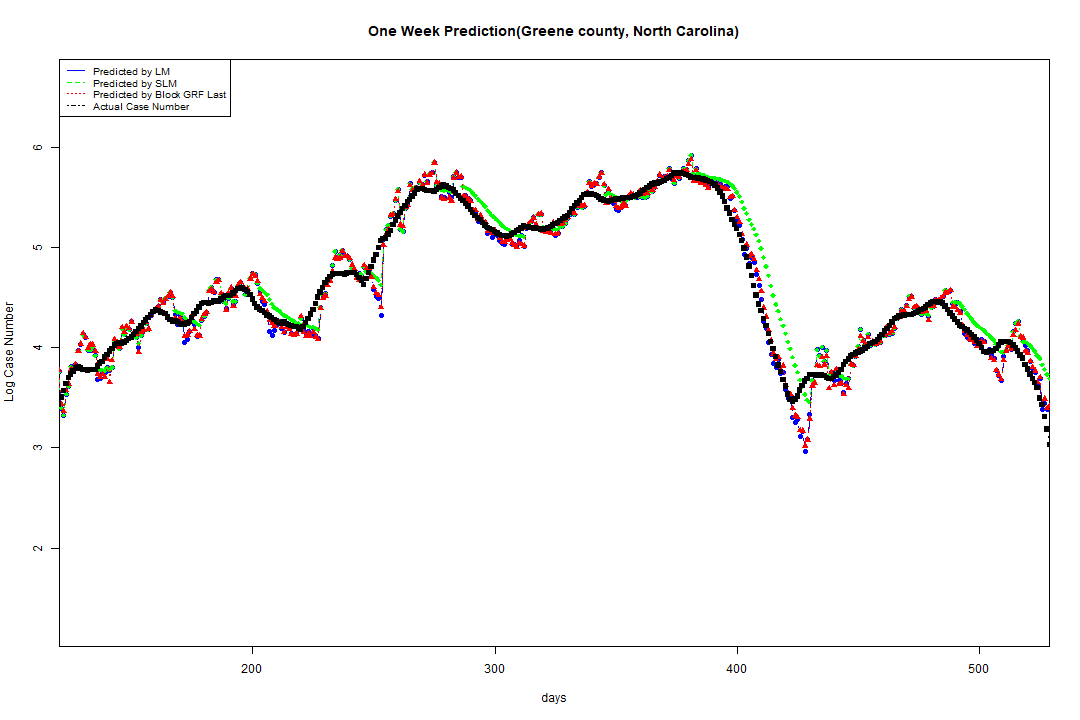 One Week Prediction(Greene county, North Carolina)
Predicted by LM
Predicted by SLM
Predicted by Block GRF Last
Actual Case Number
6
5
4
3
2
Log Case Number
200 300 400 500
days